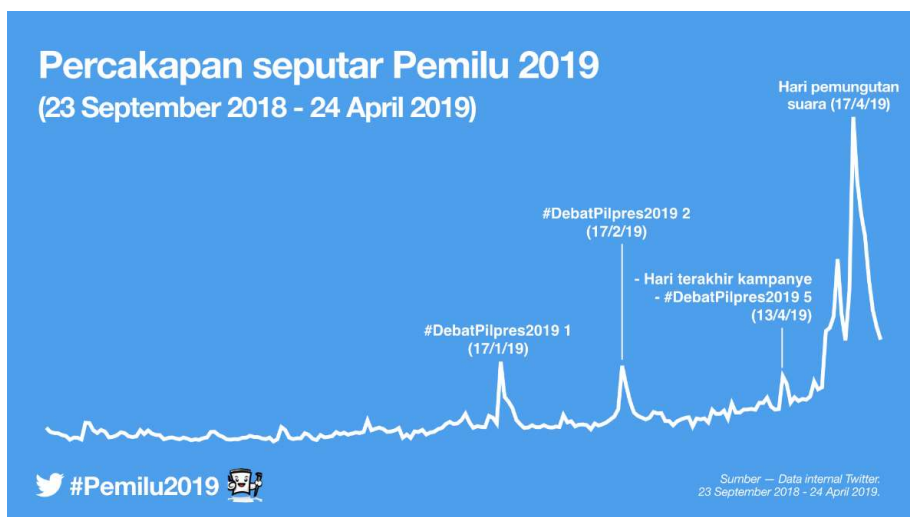 Percakapan seputar Pemilu 2019
(23 September 2018 - 24 April 2019)
Hari pemungutan
suara (17/4/19)
#DebatPilpres2019 2
(17/2/19)
- Hari terakhir kampanye
- #DebatPilpres2019 5
(13/4/19)
#DebatPilpres2019 1
(17/1/19)
#Pemilu2019
Sumber — Data internal Twitter.
23 September 2018 - 24 April 2019.